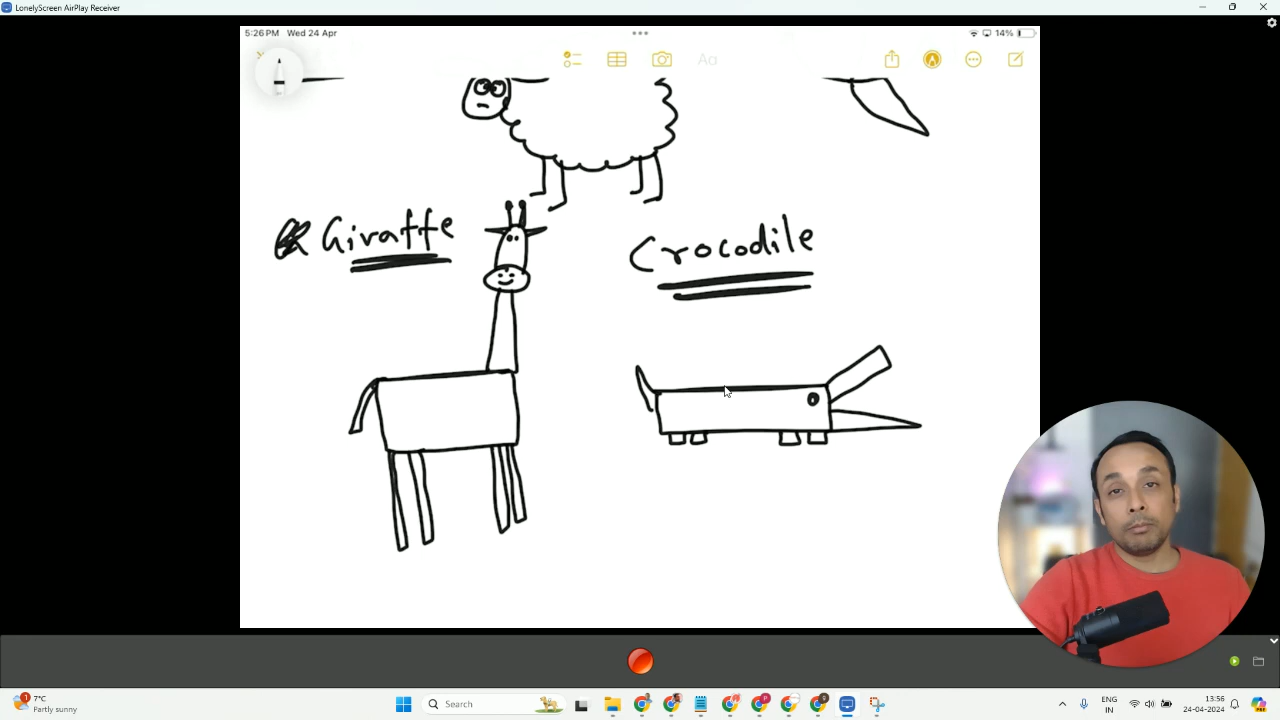 LonelyScreen AirPlay Receiver
5:26 PM Wed 24 Apr
14%
Aa
Giraffe
Crocodile
1
7°C
Partly sunny
Search
ENG
IN
13:56
24-04-2024